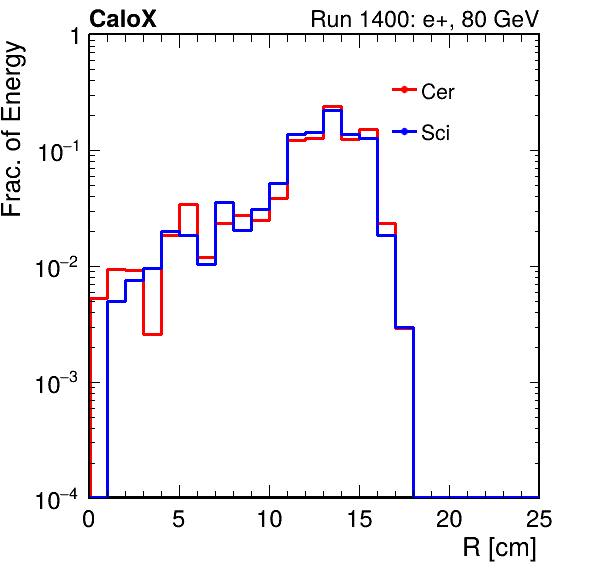 CaloX Run 1400: e+, 80 GeV
Frac. of Energy
1
10⁻¹
10⁻²
10⁻³
10⁻⁴
Cer
Sci
0 5 10 15 20 25
R [cm]